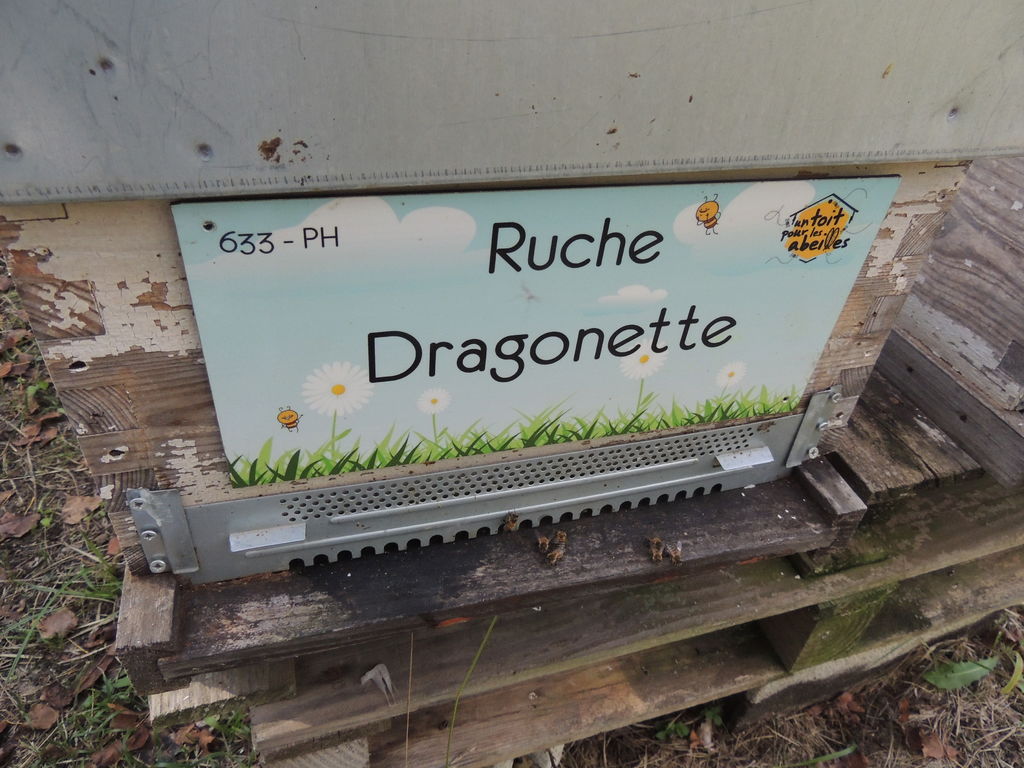 633 - PH
Ruche
Dragonette
un toit
pour les
abeilles